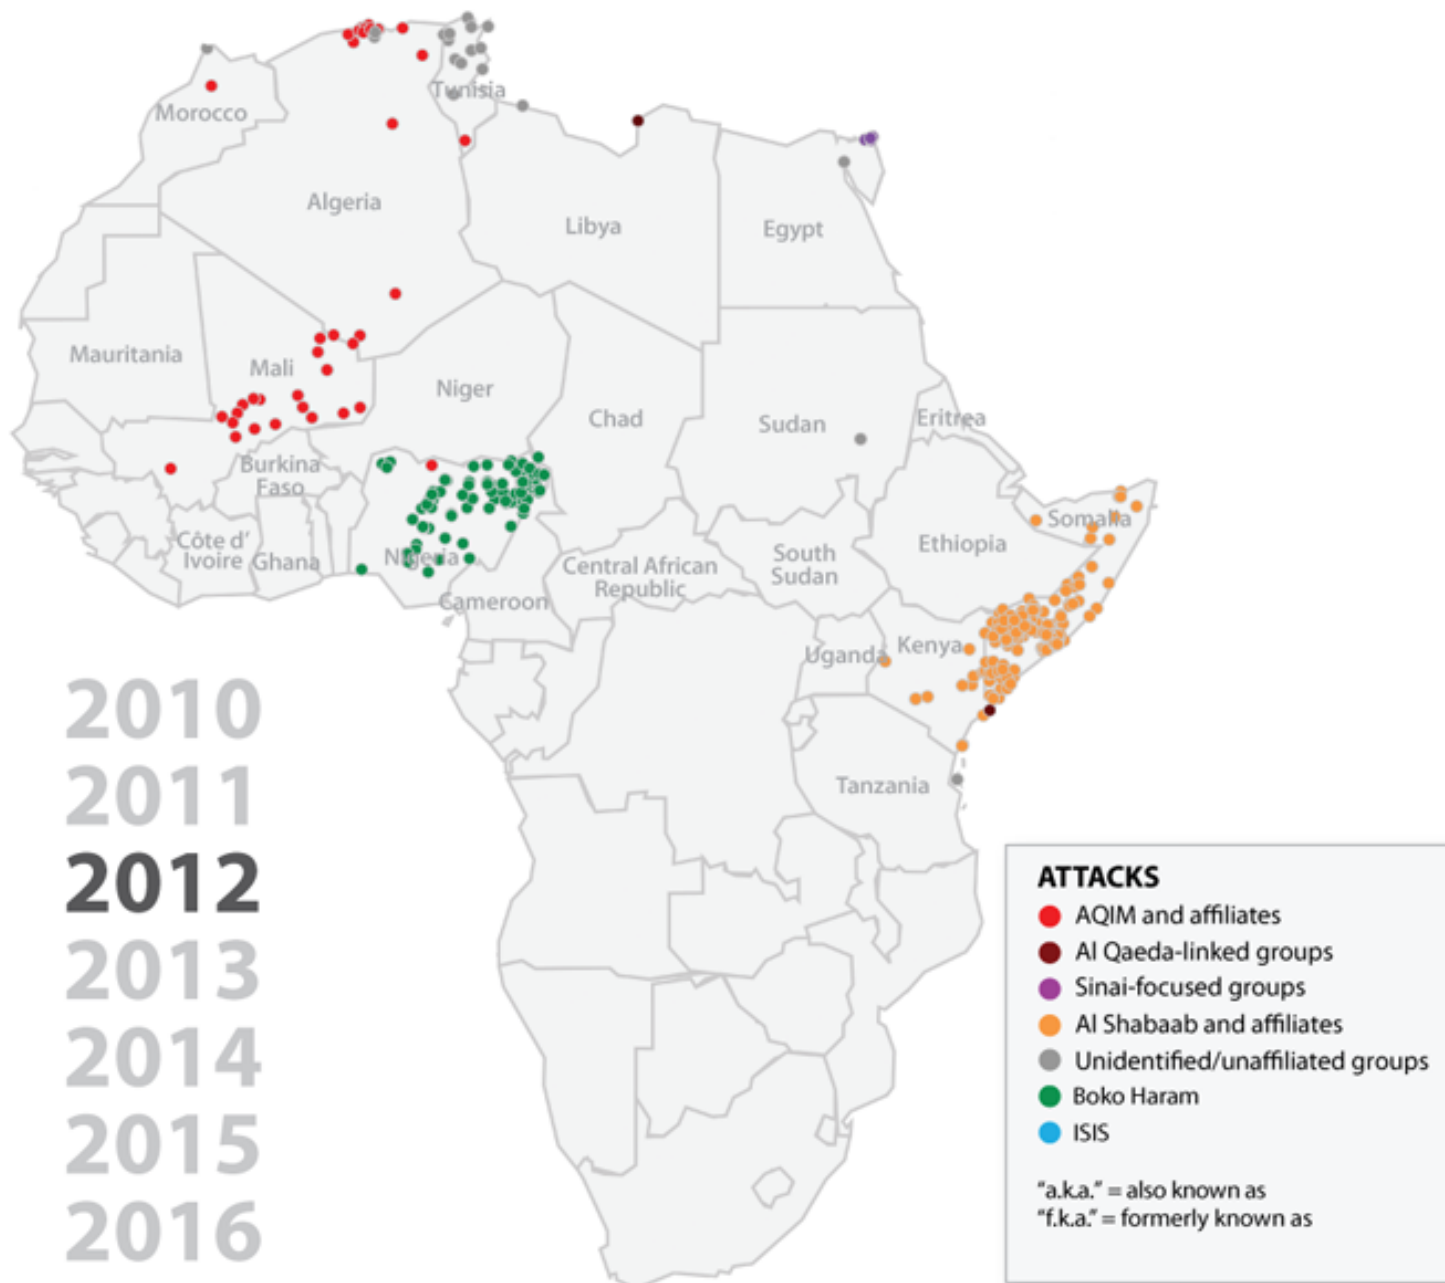 Tunisia
Morocco
Algeria
Libya
Egypt
Mauritania
Mali
Niger
Chad
Sudan
Eritrea
Burkina
Faso
Somalia
Côte d'
Ivoire
Ghana
Nigeria
Ethiopia
South
Sudan
Central African
Republic
Cameroon
Uganda
Kenya
Tanzania
2010
2011
2012
2013
2014
2015
2016
ATTACKS
AQIM and affiliates
Al Qaeda-linked groups
Sinai-focused groups
Al Shabaab and affiliates
Unidentified/unaffiliated groups
Boko Haram
ISIS
"a.k.a." = also known as
"f.k.a." = formerly known as